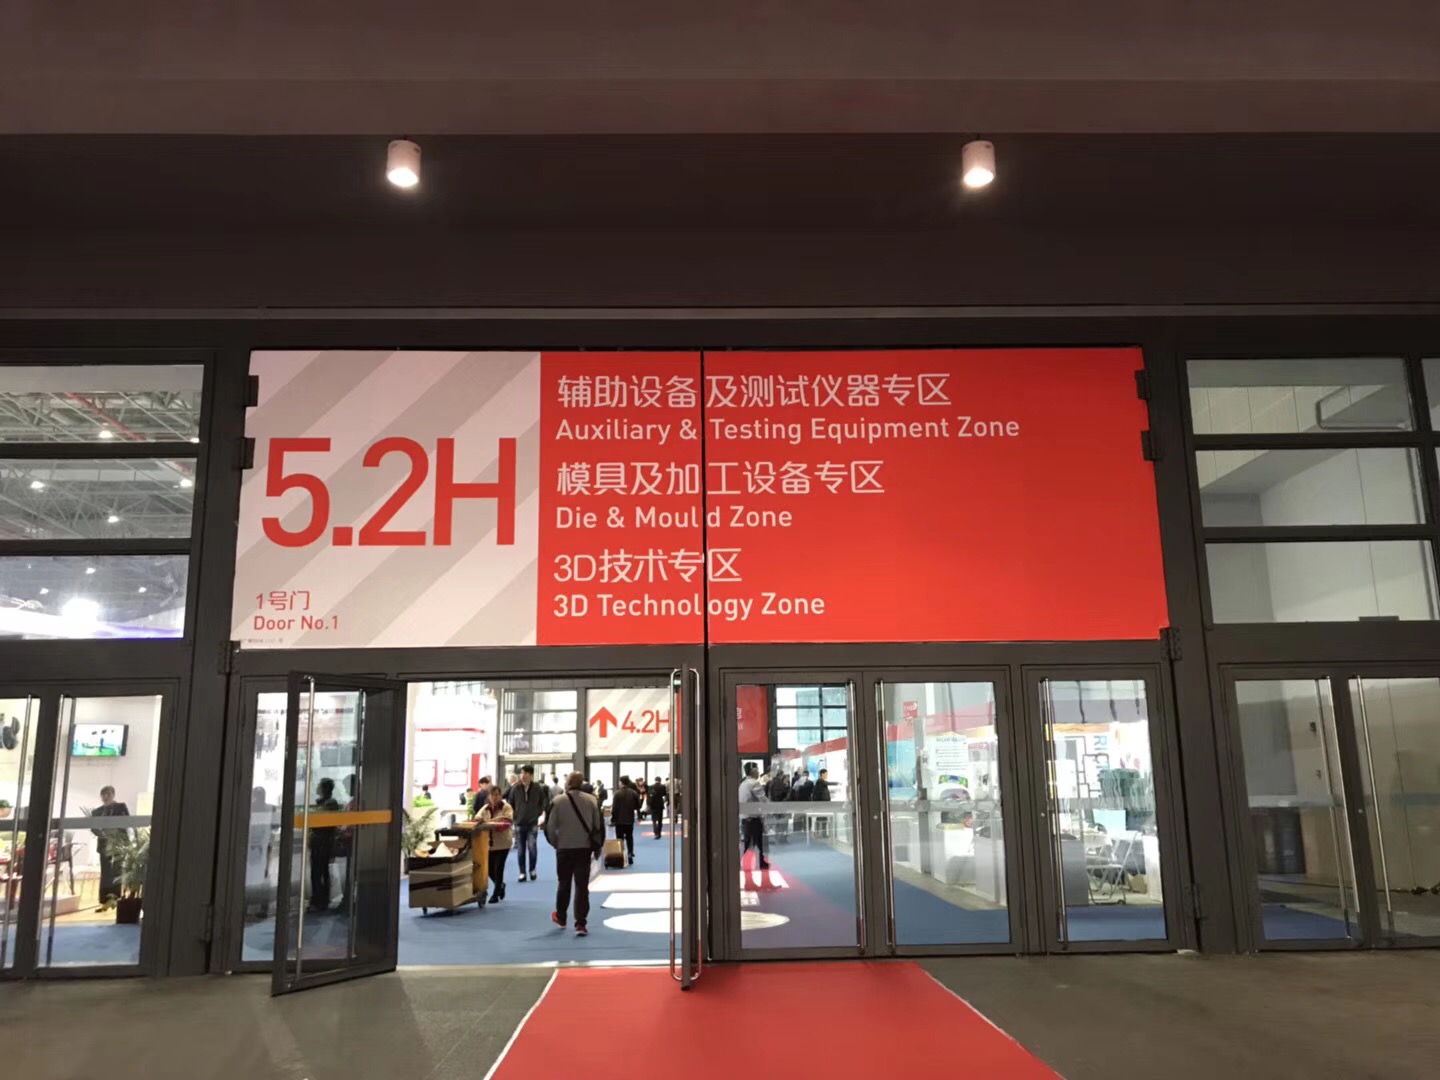 5.2H
1号门
Door No.1
辅助设备及测试仪器专区
Auxiliary & Testing Equipment Zone
模具及加工设备专区
Die & Mould Zone
3D技术专区
3D Technology Zone
4.2H